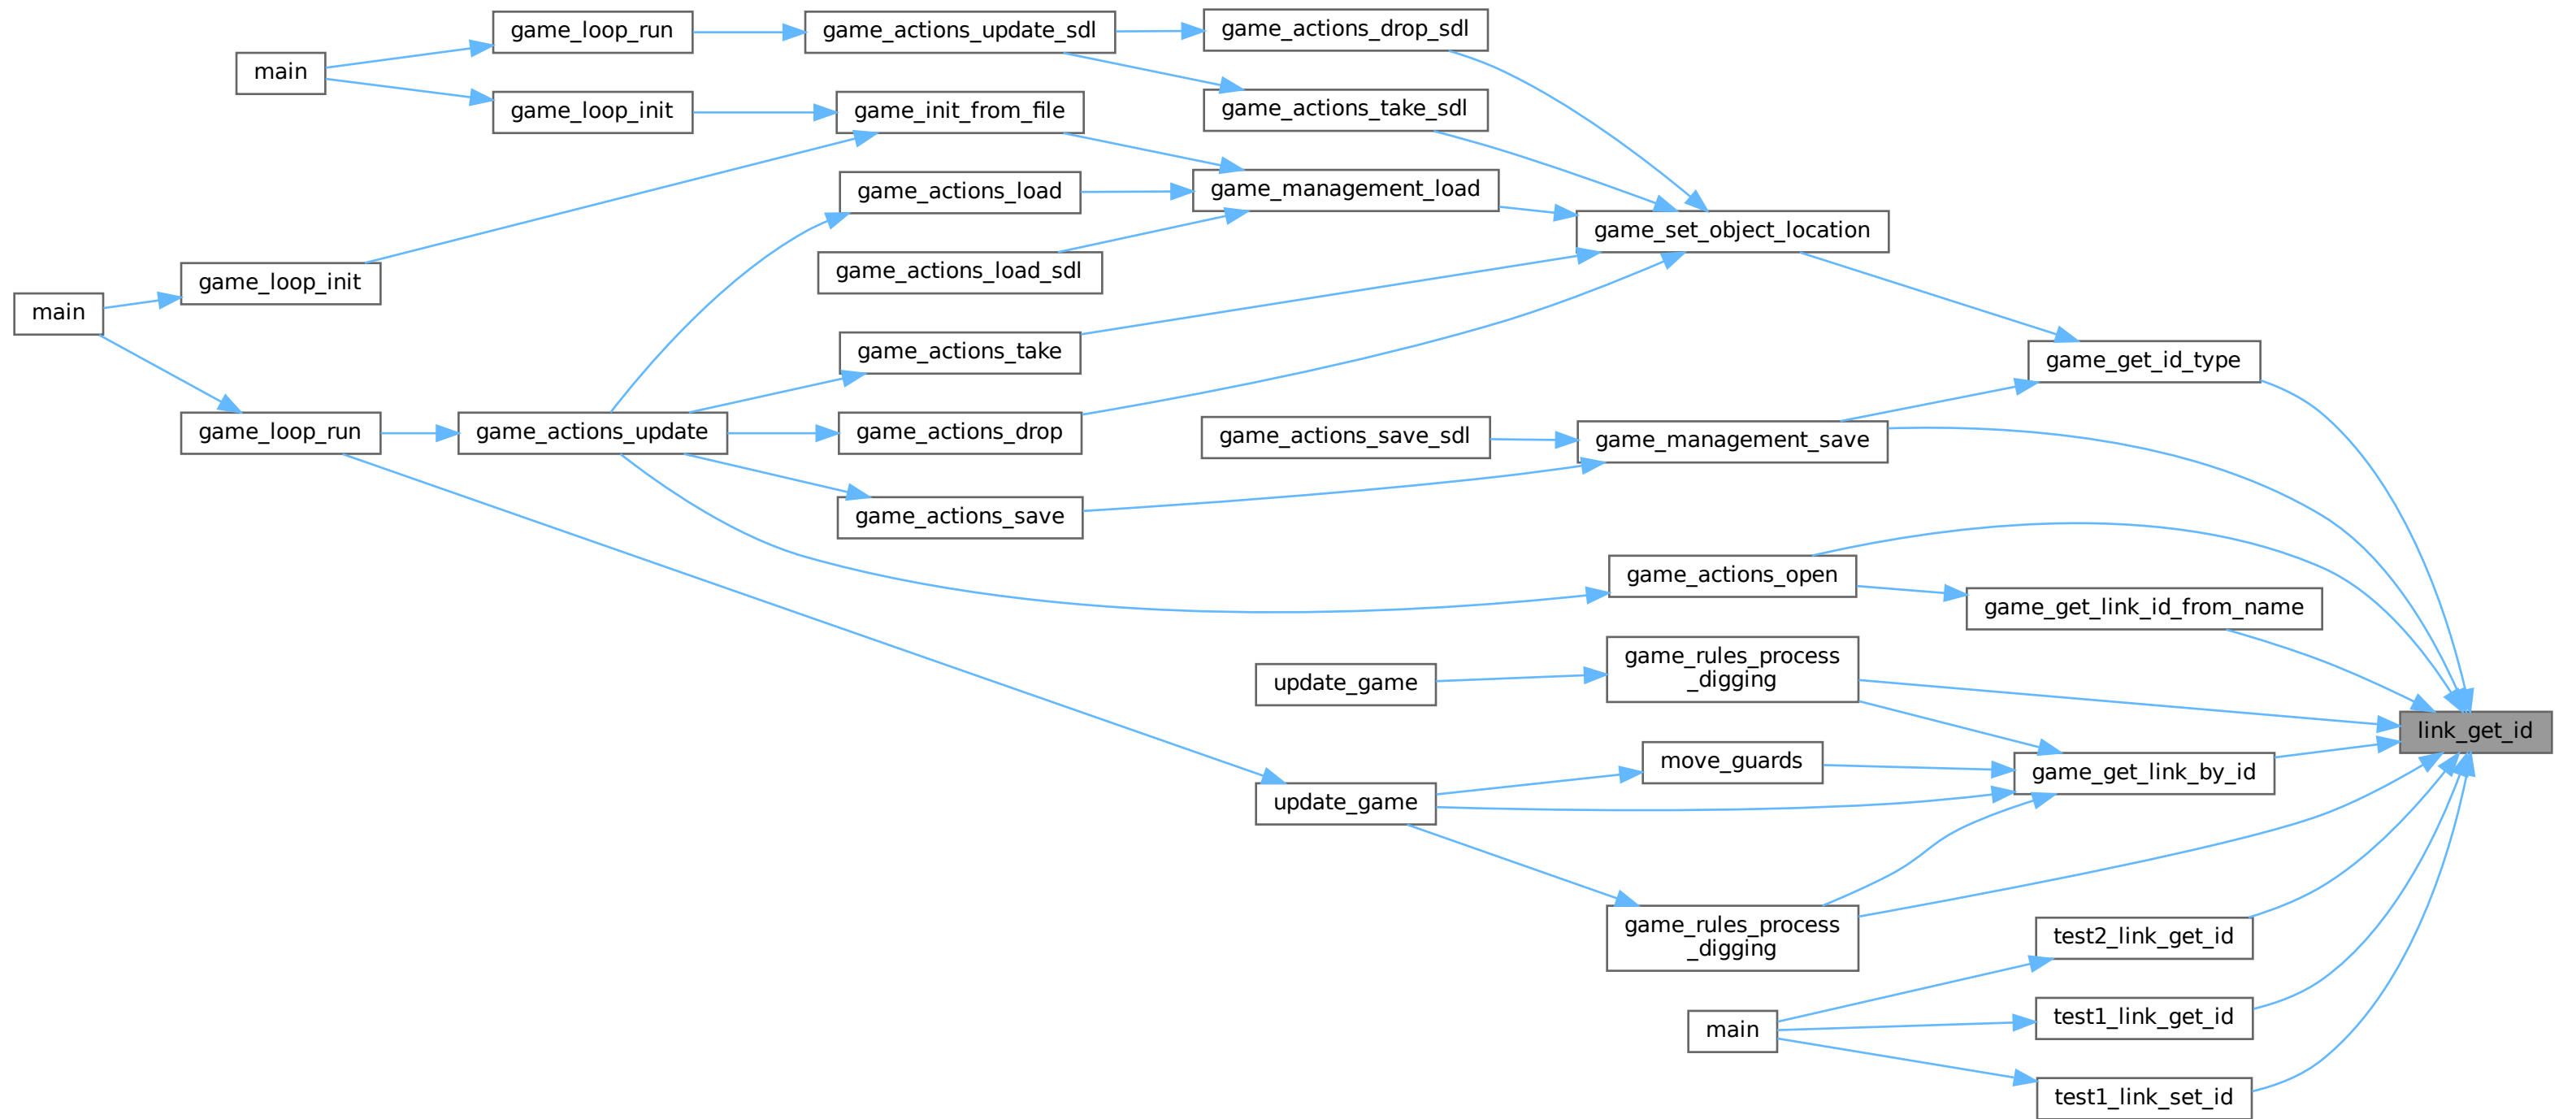 main
game_loop_run
game_actions_update_sdl
game_actions_drop_sdl
game_loop_init
game_init_from_file
game_actions_take_sdl
game_actions_load
game_management_load
game_set_object_location
game_actions_load_sdl
game_loop_init
main
game_actions_take
game_get_id_type
game_loop_run
game_actions_update
game_actions_drop
game_actions_save_sdl
game_management_save
game_actions_save
game_actions_open
game_get_link_id_from_name
update_game
game_rules_process
_digging
link_get_id
move_guards
game_get_link_by_id
update_game
game_rules_process
_digging
test2_link_get_id
main
test1_link_get_id
test1_link_set_id